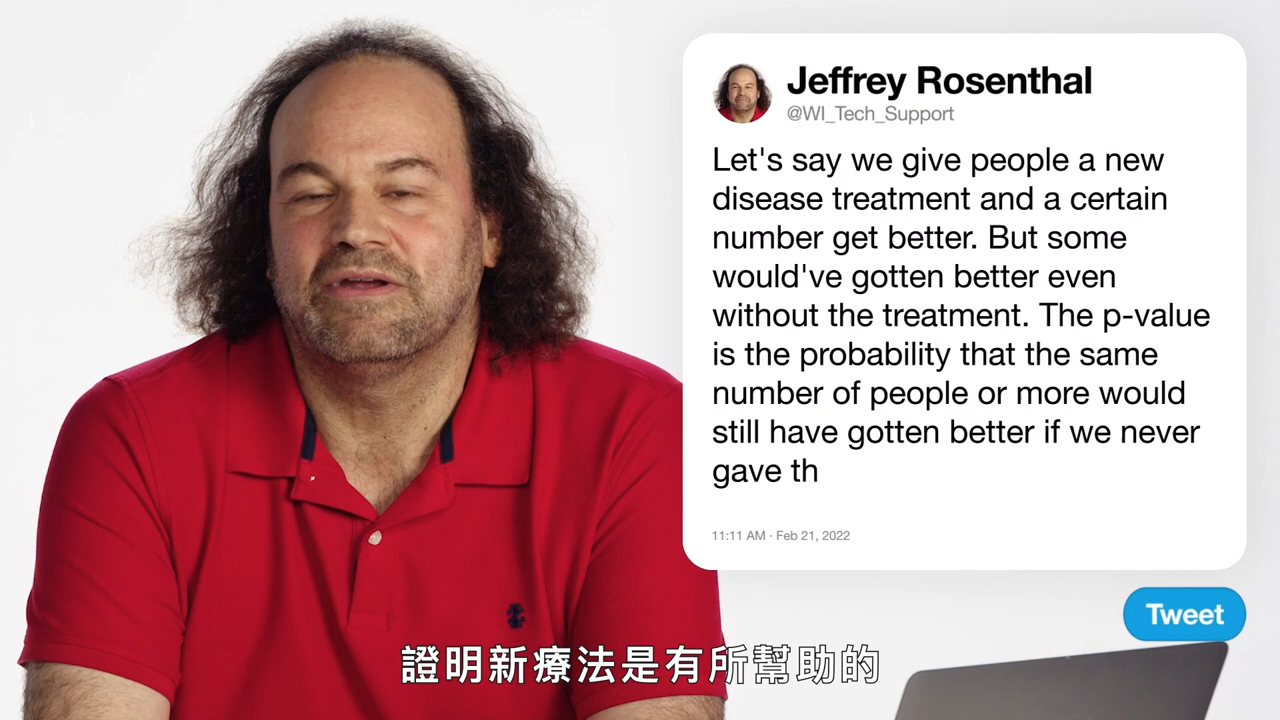 Jeffrey Rosenthal
@WI_Tech_Support
Let's say we give people a new
disease treatment and a certain
number get better. But some
would've gotten better even
without the treatment. The p-value
is the probability that the same
number of people or more would
still have gotten better if we never
gave th
11:11 AM · Feb 21, 2022
Tweet
證明新療法是有所幫助的